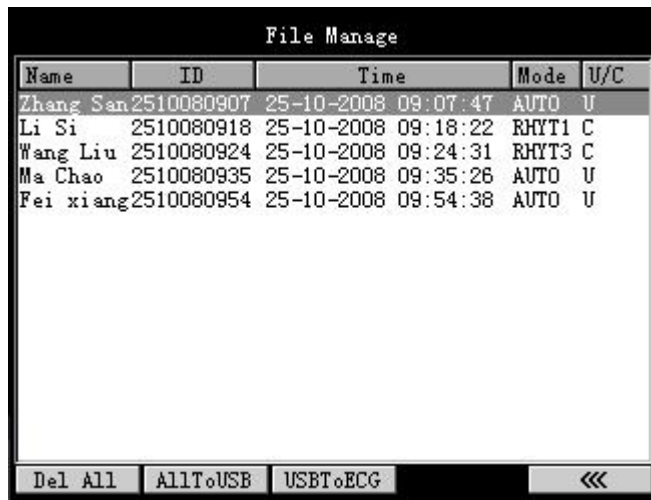 File Manage
Name ID Time Mode U/C
Zhang San 2510080907 25-10-2008 09:07:47 AUTO U
Li Si 2510080918 25-10-2008 09:18:22 RHYT1 C
Wang Liu 2510080924 25-10-2008 09:24:31 RHYT3 C
Ma Chao 2510080935 25-10-2008 09:35:26 AUTO U
Fei xiang 2510080954 25-10-2008 09:54:38 AUTO U
Del All AllToUSB USBToECG <<<